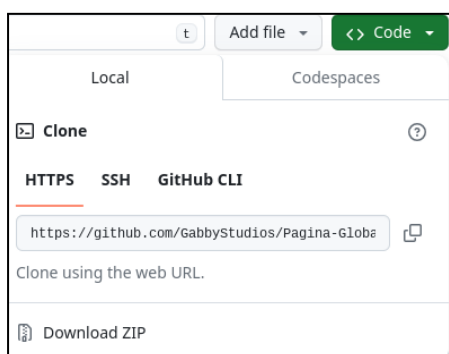 t Add file <> Code
Local Codespaces
Clone
HTTPS SSH GitHub CLI
https://github.com/GabbyStudios/Pagina-Globa
Clone using the web URL.
Download ZIP